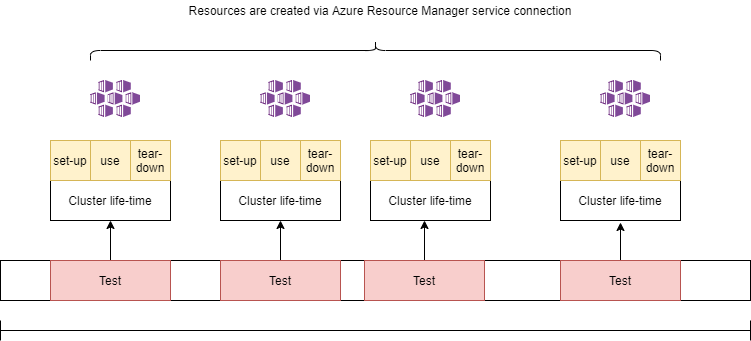 Resources are created via Azure Resource Manager service connection
set-up use tear-
down
set-up use tear-
down
set-up use tear-
down
set-up use tear-
down
Cluster life-time
Cluster life-time
Cluster life-time
Cluster life-time
Test
Test
Test
Test